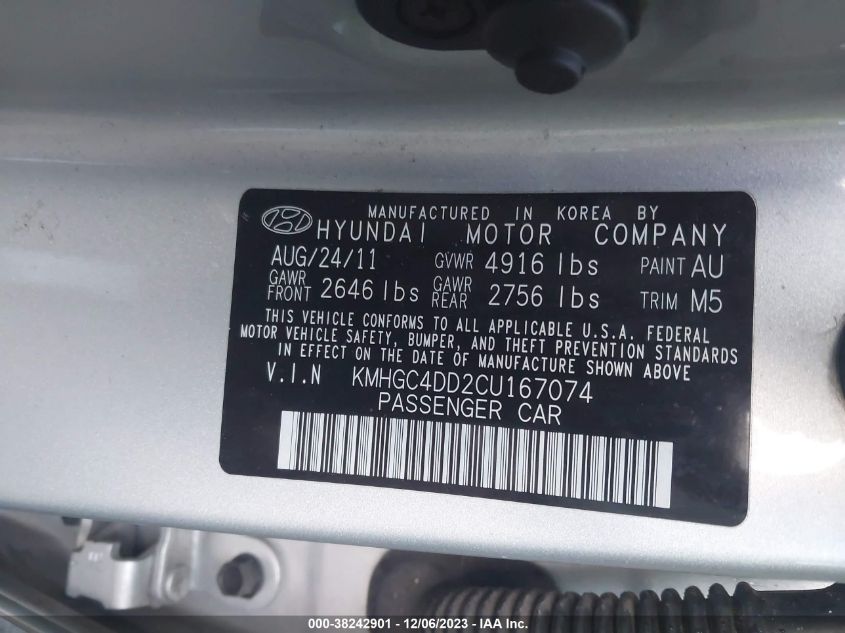 MANUFACTURED IN KOREA BY
HYUNDAI MOTOR COMPANY
AUG/24/11 GVWR 4916 lbs PAINT AU
GAWR FRONT 2646 lbs GAWR REAR 2756 lbs TRIM M5
THIS VEHICLE CONFORMS TO ALL APPLICABLE U.S.A. FEDERAL
MOTOR VEHICLE SAFETY, BUMPER, AND THEFT PREVENTION STANDARDS
IN EFFECT ON THE DATE OF MANUFACTURE SHOWN ABOVE
V.I.N KMHGC4DD2CU167074
PASSENGER CAR
000-38242901 - 12/06/2023 - IAA Inc.